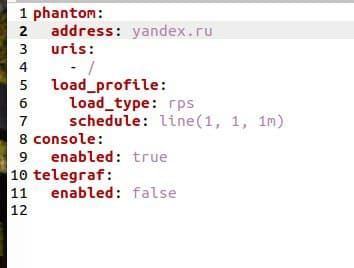 1 phantom:
2   address: yandex.ru
3   uris:
4     - /
5   load_profile:
6     load_type: rps
7     schedule: line(1, 1, 1m)
8 console:
9   enabled: true
10 telegraf:
11   enabled: false
12